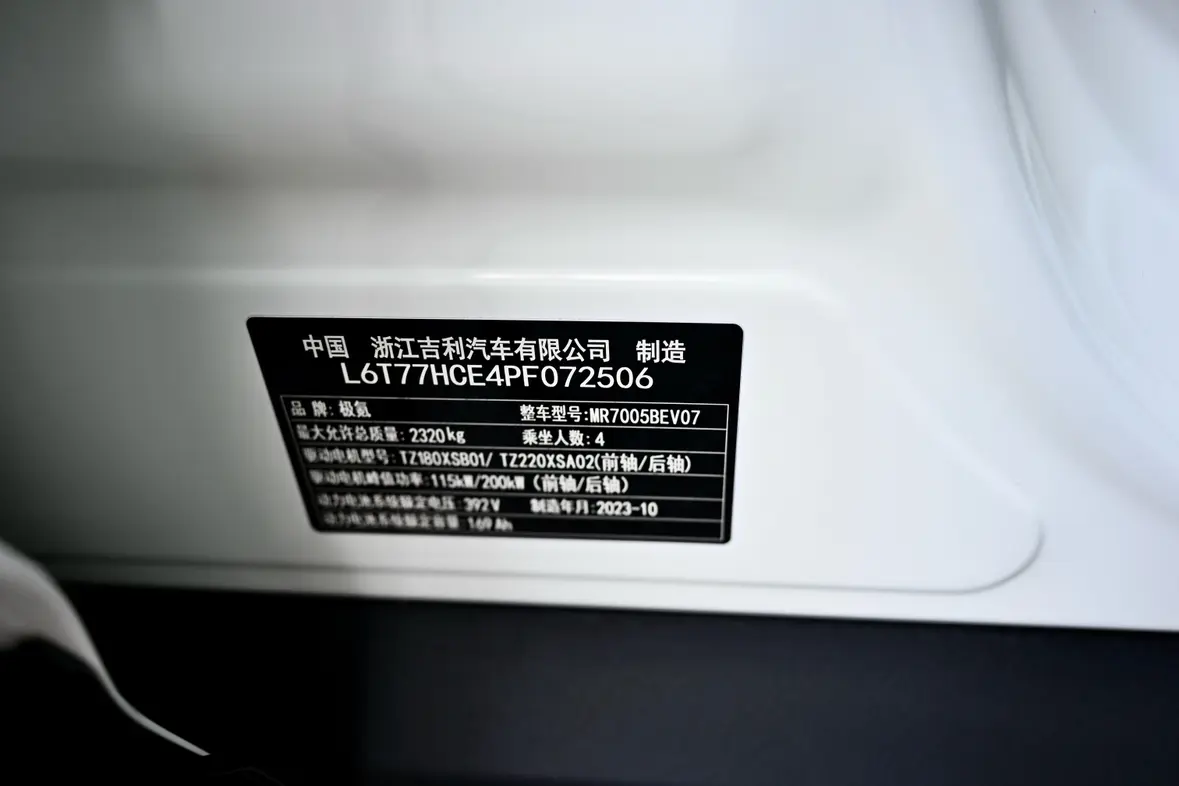 中国 浙江吉利汽车有限公司 制造
L6T77HCE4PF072506
品 牌: 极氪 整车型号:MR7005BEV07
最大允许总质量: 2320kg 乘坐人数: 4
驱动电机型号: TZ180XSB01/ TZ220XSA02(前轴/后轴)
驱动电机峰值功率:115kW/200kW (前轴/后轴)
动力电池系统额定电压: 392V 制造年月:2023-10
动力电池系统额定容量 169Ah